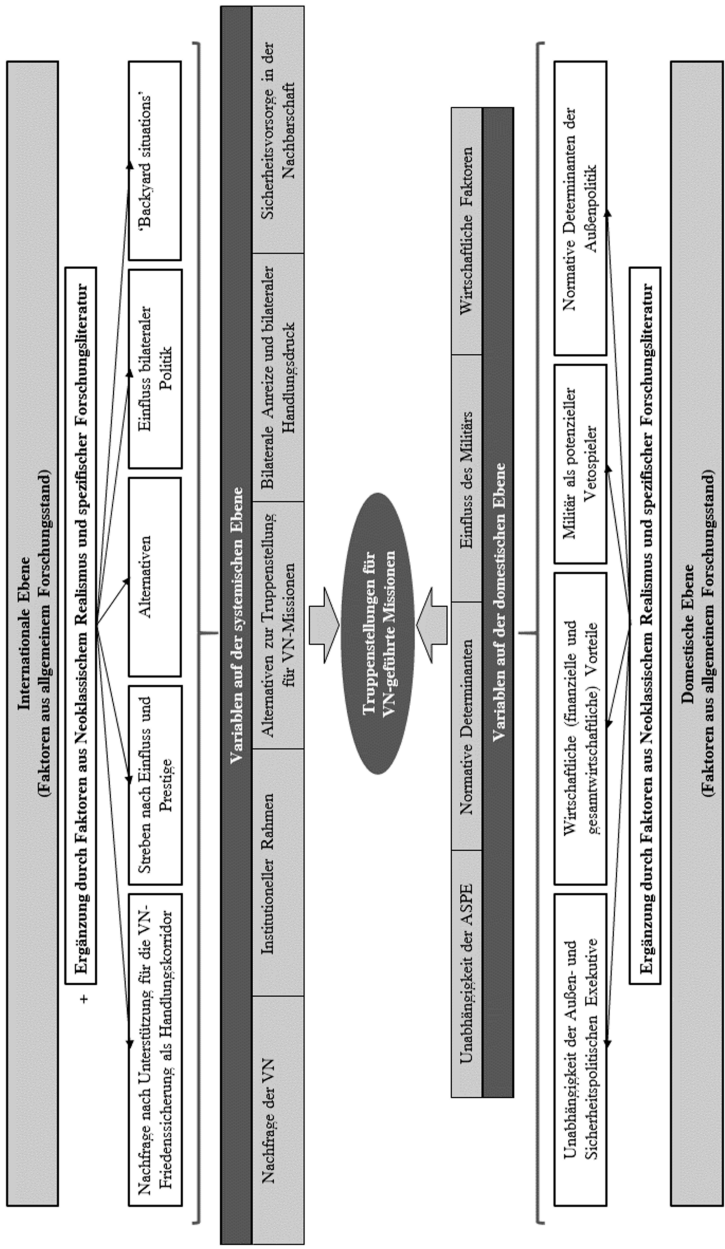 Internationale Ebene
(Faktoren aus allgemeinem Forschungsstand)
+ Ergänzung durch Faktoren aus Neoklassischem Realismus und spezifischer Forschungsliteratur
Nachfrage nach Unterstützung für die VN-
Friedenssicherung als Handlungskorridor
Streben nach Einfluss und
Prestige
Alternativen
Einfluss bilateraler
Politik
‘Backyard situations’
Variablen auf der systemischen Ebene
Nachfrage der VN
Institutioneller Rahmen
Alternativen zur Truppenstellung
für VN-Missionen
Bilaterale Anreize und bilateraler
Handlungsdruck
Sicherheitsvorsorge in der
Nachbarschaft
Truppenstellungen für
VN-geführte Missionen
Unabhängigkeit der ASPE
Normative Determinanten
Einfluss des Militärs
Wirtschaftliche Faktoren
Variablen auf der domestischen Ebene
Unabhängigkeit der Außen- und
Sicherheitspolitischen Exekutive
Wirtschaftliche (finanzielle und
gesamtwirtschaftliche) Vorteile
Militär als potenzieller
Vetospieler
Normative Determinanten der
Außenpolitik
Ergänzung durch Faktoren aus Neoklassischem Realismus und spezifischer Forschungsliteratur
Domestische Ebene
(Faktoren aus allgemeinem Forschungsstand)